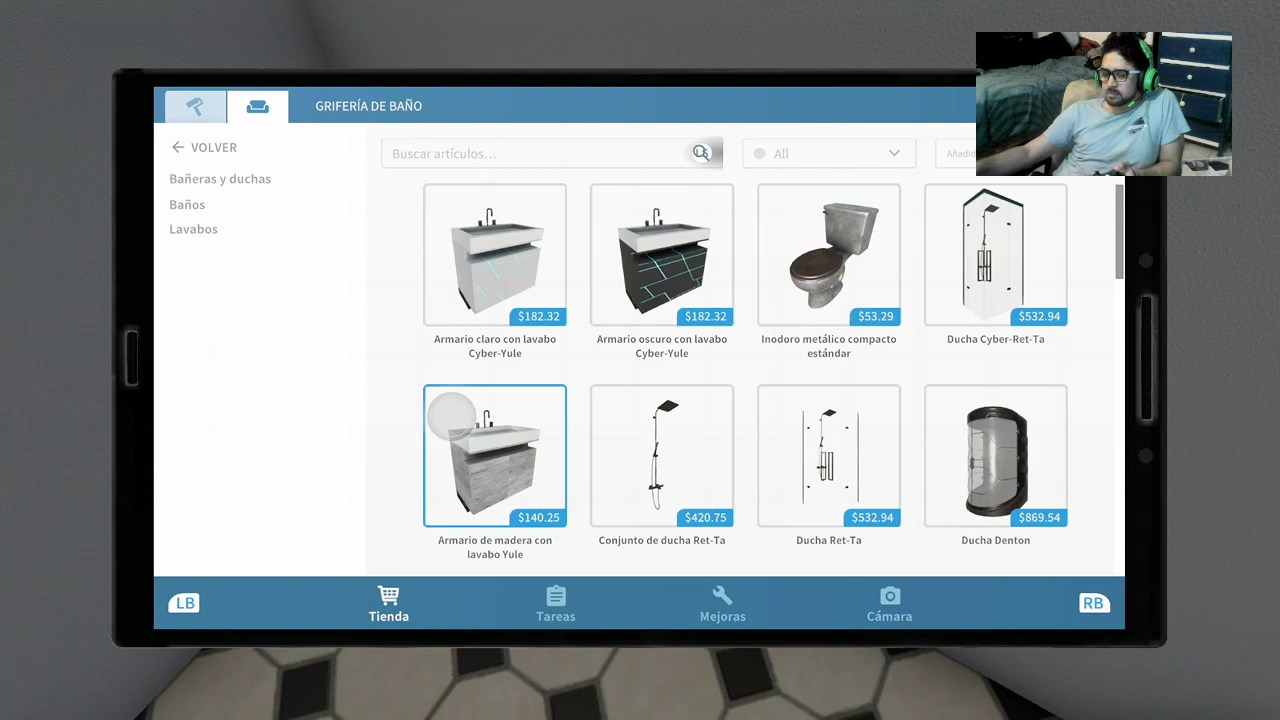 GRIFERÍA DE BAÑO
VOLVER
Bañeras y duchas
Baños
Lavabos
Buscar artículos...
All
Añadid
$182.32
$182.32
$53.29
$532.94
Armario claro con lavabo
Cyber-Yule
Armario oscuro con lavabo
Cyber-Yule
Inodoro metálico compacto
estándar
Ducha Cyber-Ret-Ta
$140.25
$420.75
$532.94
$869.54
Armario de madera con
lavabo Yule
Conjunto de ducha Ret-Ta
Ducha Ret-Ta
Ducha Denton
LB
Tienda
Tareas
Mejoras
Cámara
RB